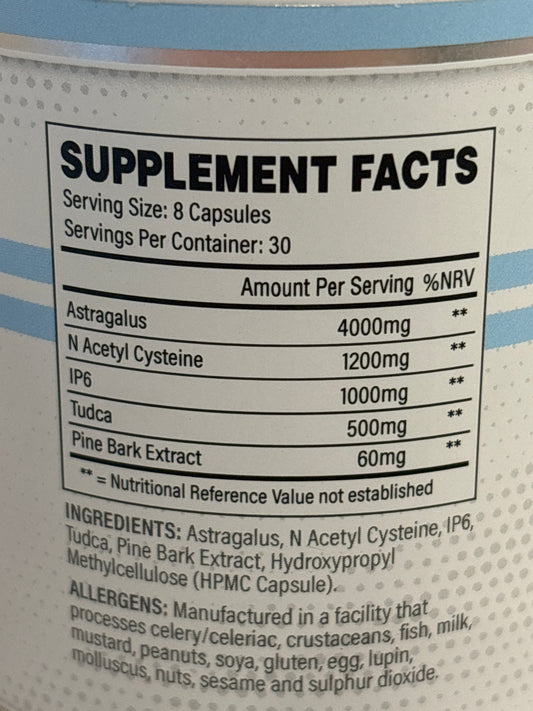 SUPPLEMENT FACTS
Serving Size: 8 Capsules
Servings Per Container: 30
Amount Per Serving %NRV
Astragalus 4000mg **
N Acetyl Cysteine 1200mg **
IP6 1000mg **
Tudca 500mg **
Pine Bark Extract 60mg **
** = Nutritional Reference Value not established
INGREDIENTS: Astragalus, N Acetyl Cysteine, IP6,
Tudca, Pine Bark Extract, Hydroxypropyl
Methylcellulose (HPMC Capsule).
ALLERGENS: Manufactured in a facility that
processes celery/celeriac, crustaceans, fish, milk,
mustard, peanuts, soya, gluten, egg, lupin,
molluscus, nuts, sesame and sulphur dioxide.